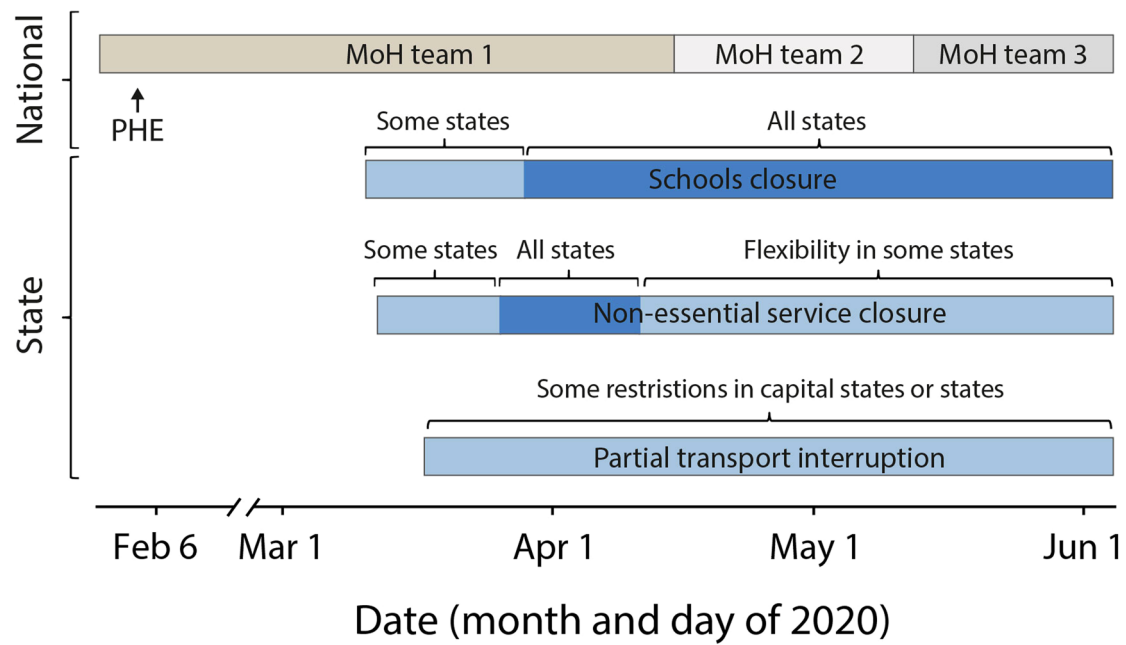 National
MoH team 1
MoH team 2
MoH team 3
PHE
Some states
All states
Schools closure
State
Some states
All states
Flexibility in some states
Non-essential service closure
Some restristions in capital states or states
Partial transport interruption
Feb 6
Mar 1
Apr 1
May 1
Jun 1
Date (month and day of 2020)